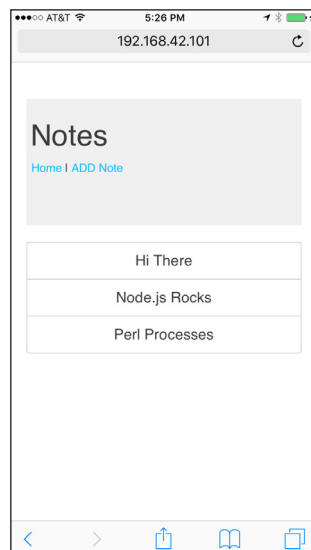 AT&T 5:26 PM
192.168.42.101
Notes
Home | ADD Note
Hi There
Node.js Rocks
Perl Processes